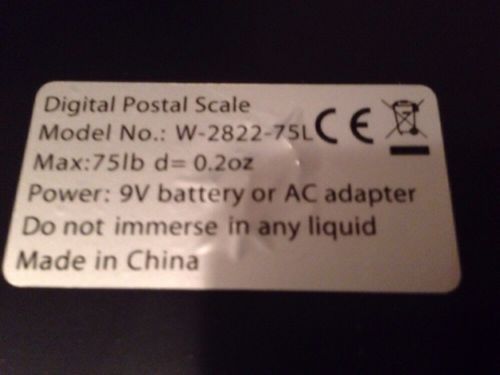 Digital Postal Scale
Model No.: W-2822-75L CE
Max:75lb d= 0.2oz
Power: 9V battery or AC adapter
Do not immerse in any liquid
Made in China